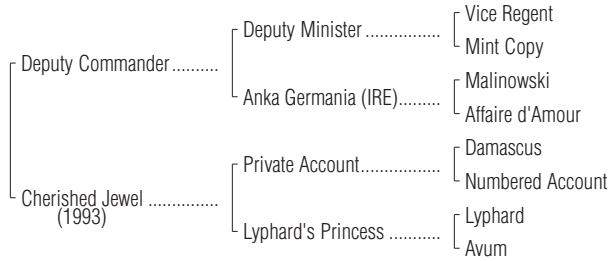 Vice Regent
Deputy Minister ................
Mint Copy
Deputy Commander..........
Malinowski
Anka Germania (IRE).........
Affaire d'Amour
Damascus
Private Account.................
Numbered Account
Cherished Jewel ...............
(1993)
Lyphard
Lyphard's Princess ...........
Avum